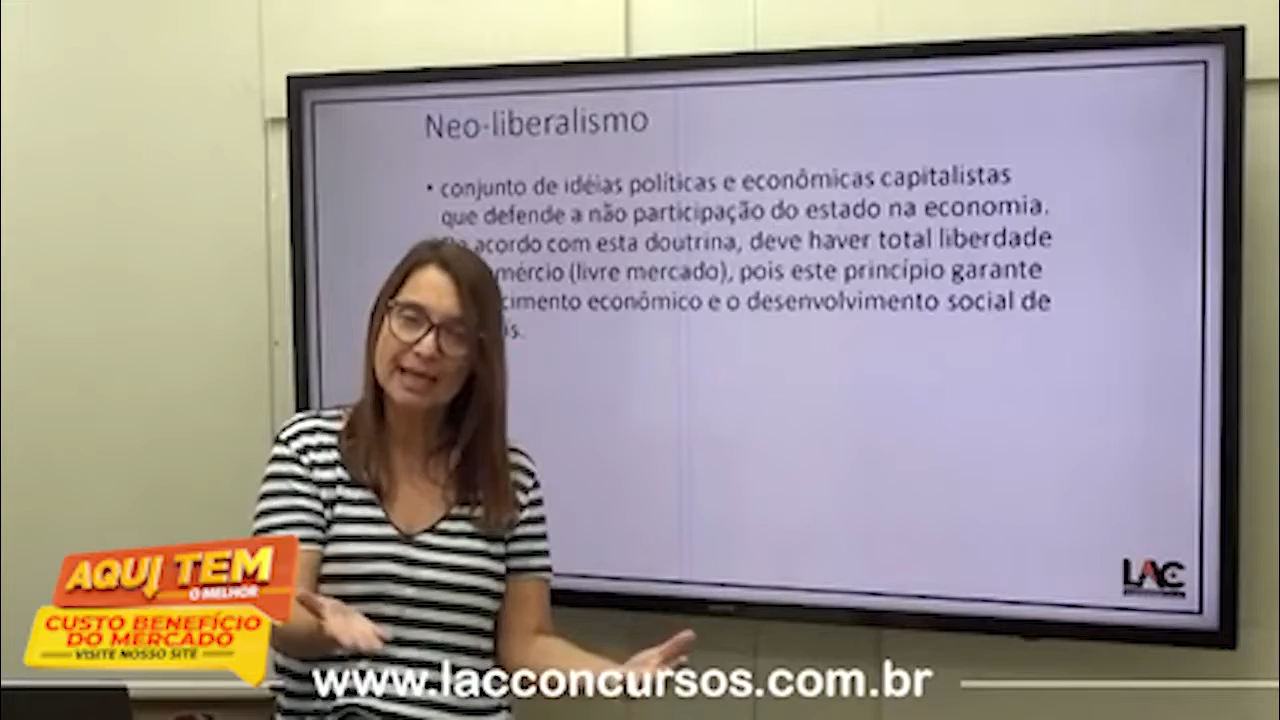 Neo-liberalismo
• conjunto de idéias políticas e econômicas capitalistas
que defende a não participação do estado na economia.
acordo com esta doutrina, deve haver total liberdade
mércio (livre mercado), pois este princípio garante
cimento econômico e o desenvolvimento social de
s.
LAC
AQUI TEM
O MELHOR
CUSTO BENEFÍCIO
DO MERCADO
VISITE NOSSO SITE
www.lacconcursos.com.br